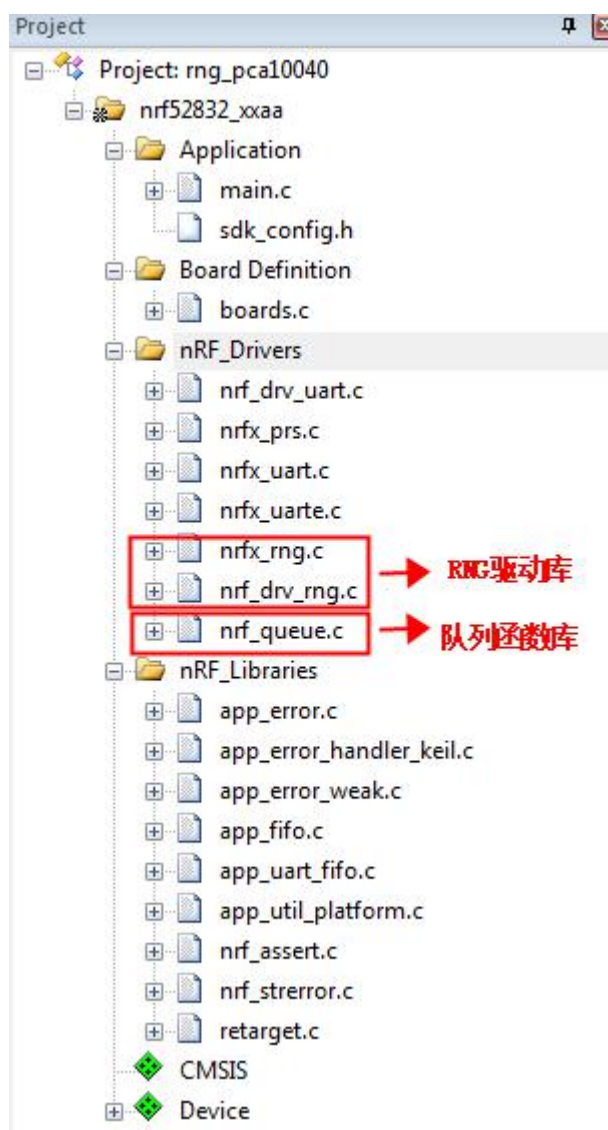 Project
Project: rng_pca10040
nrf52832_xxaa
Application
main.c
sdk_config.h
Board Definition
boards.c
nRF_Drivers
nrf_drv_uart.c
nrfx_prs.c
nrfx_uart.c
nrfx_uarte.c
nrfx_rng.c
RNG驱动库
nrf_drv_rng.c
nrf_queue.c
队列函数库
nRF_Libraries
app_error.c
app_error_handler_keil.c
app_error_weak.c
app_fifo.c
app_uart_fifo.c
app_util_platform.c
nrf_assert.c
nrf_strerror.c
retarget.c
CMSIS
Device